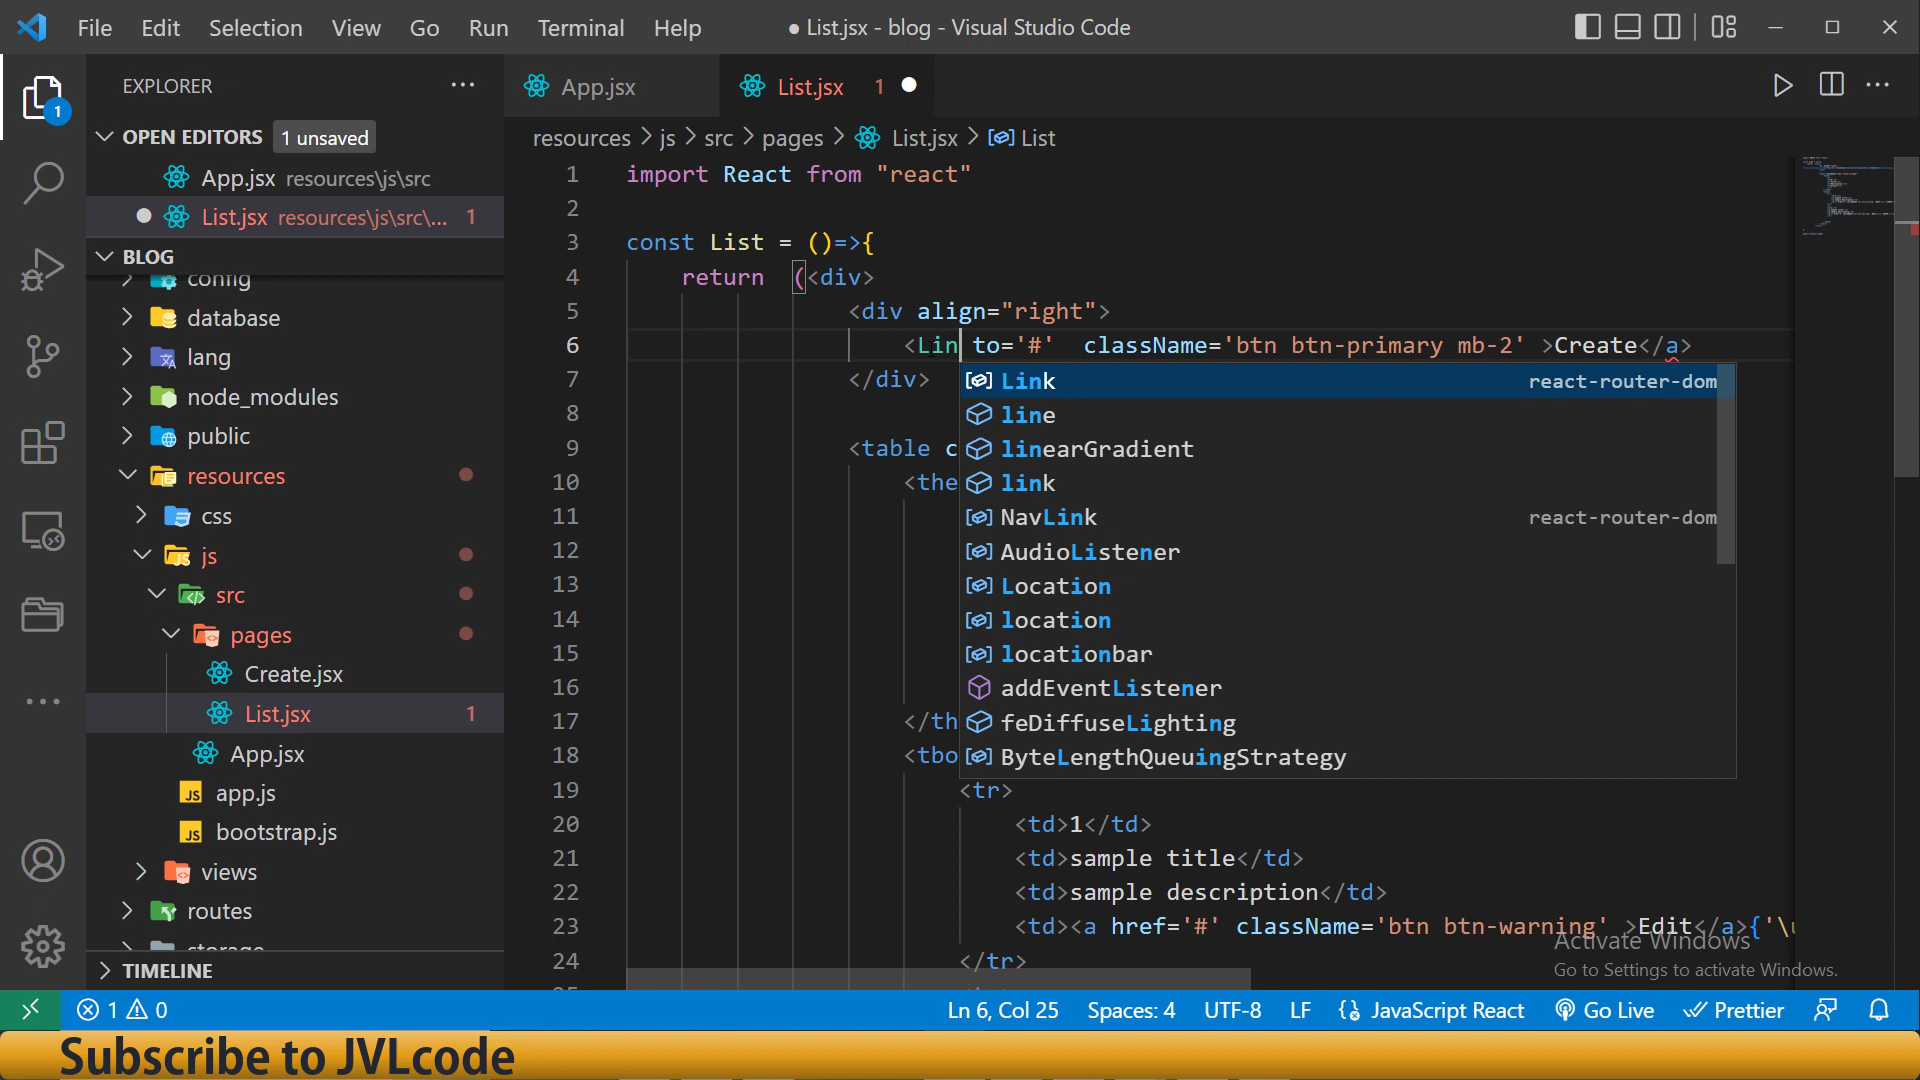 File Edit Selection View Go Run Terminal Help ● List.jsx - blog - Visual Studio Code
EXPLORER
OPEN EDITORS 1 unsaved
App.jsx resources\js\src
List.jsx resources\js\src\... 1
BLOG
config
database
lang
node_modules
public
resources
css
js
src
pages
Create.jsx
List.jsx 1
App.jsx
app.js
bootstrap.js
views
routes
storage
TIMELINE
1
App.jsx
List.jsx 1
resources > js > src > pages > List.jsx > List
1 import React from "react"
2
3 const List = ()=>{
4 return (<div>
5 <div align="right">
6 <Lin to='#' className='btn btn-primary mb-2' >Create</a>
7 </div>
8
9 <table c
10 <the
11
12
13
14
15
16
17 </th
18 <tbo
19 <tr>
20 <td>1</td>
21 <td>sample title</td>
22 <td>sample description</td>
23 <td><a href='#' className='btn btn-warning' >Edit</a>{'\u
24 </tr>
Link react-router-dom
line
linearGradient
link
NavLink react-router-dom
AudioListener
Location
location
locationbar
addEventListener
feDiffuseLighting
ByteLengthQueuingStrategy
Activate Windows
Go to Settings to activate Windows.
1 0 Ln 6, Col 25 Spaces: 4 UTF-8 LF JavaScript React Go Live Prettier
Subscribe to JVLcode